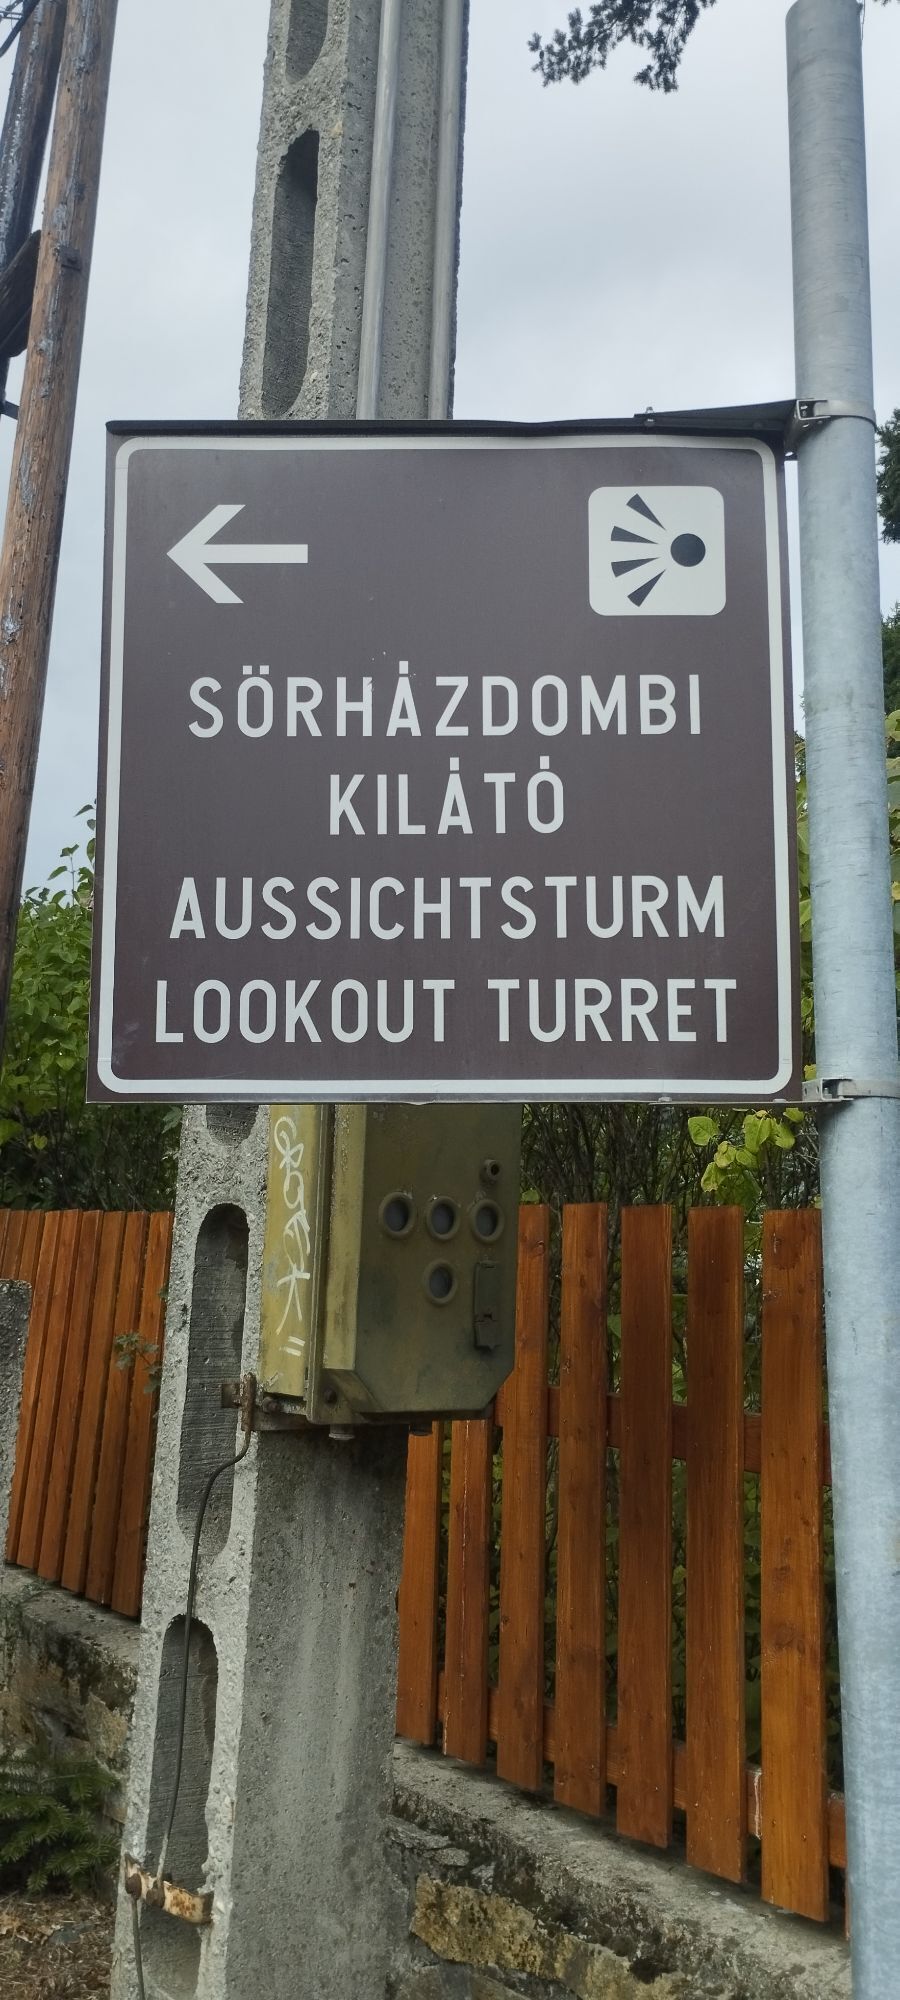 SÖRHÁZDOMBI
KILÁTÓ
AUSSICHTSTURM
LOOKOUT TURRET